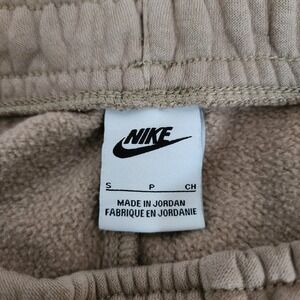 NIKE
S P CH
MADE IN JORDAN
FABRIQUE EN JORDANIE